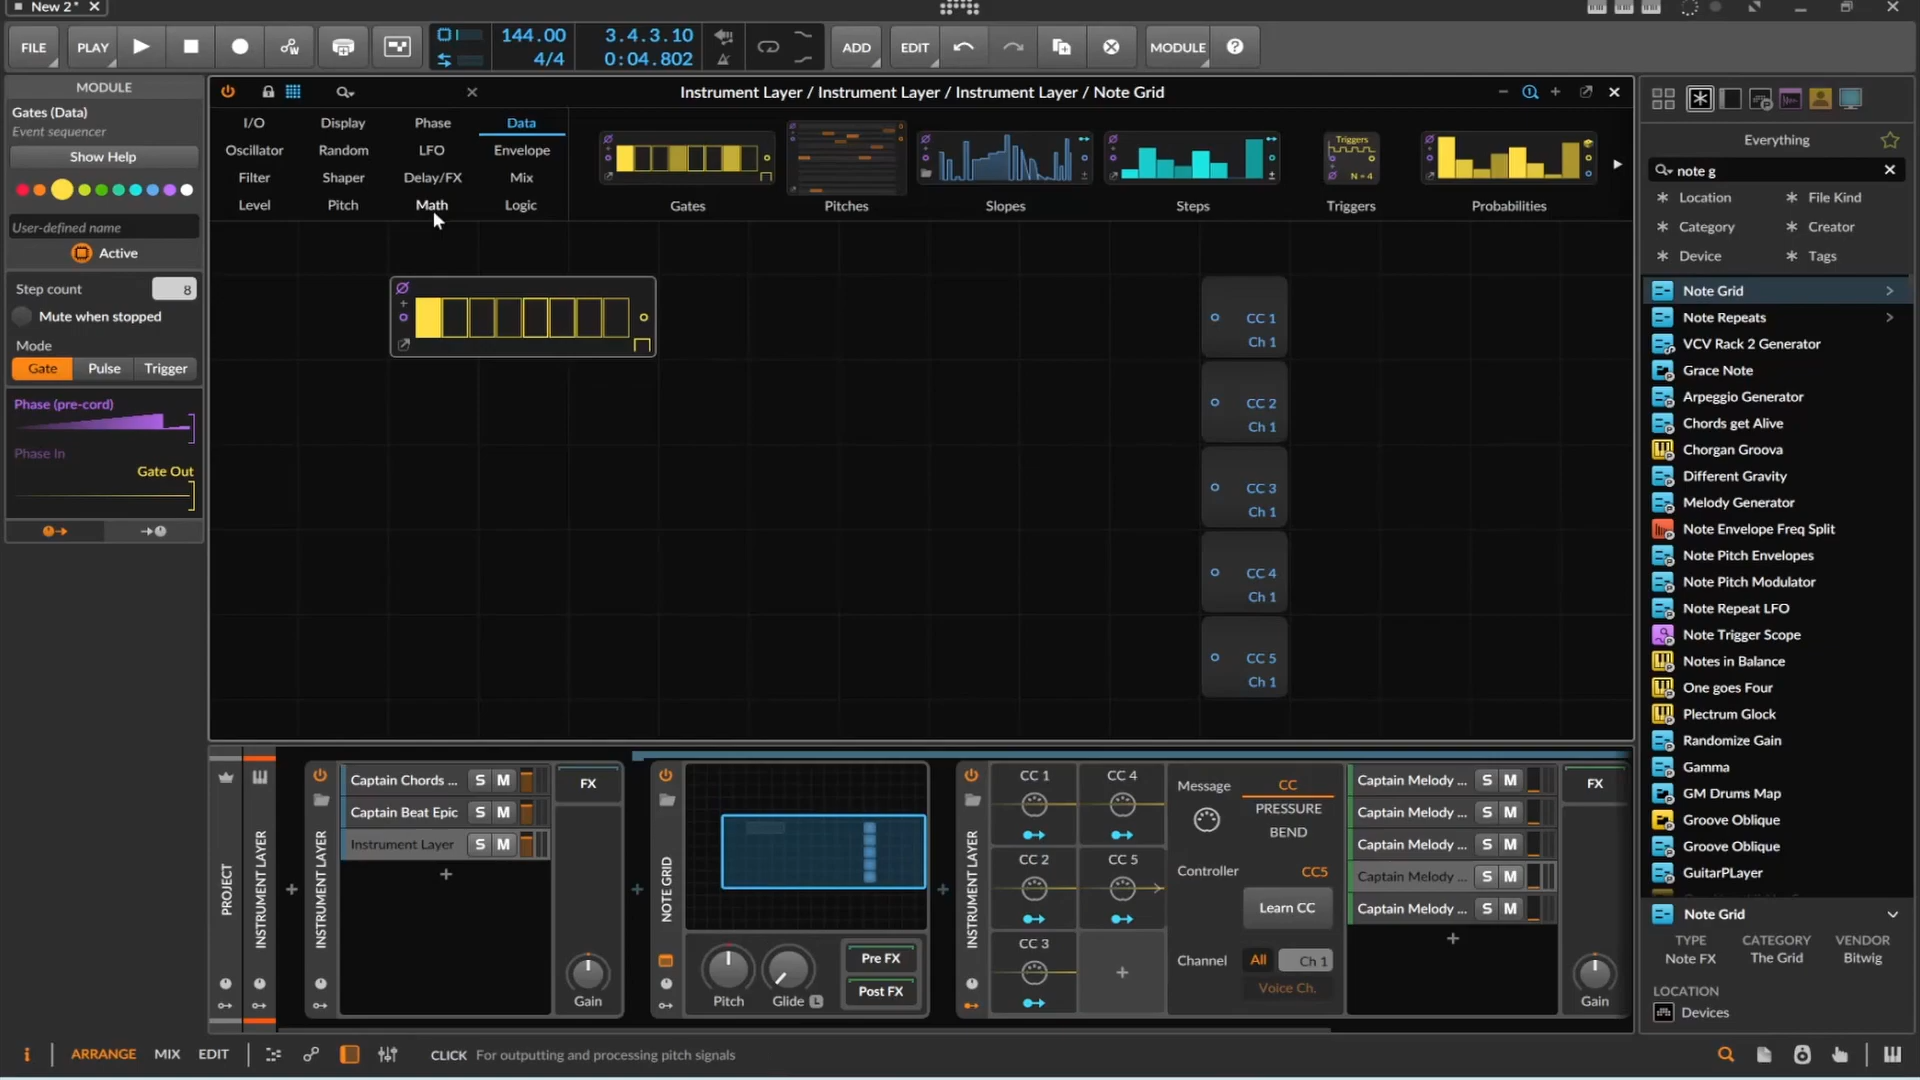 New 2*
FILE
PLAY
144.00
4/4
3.4.3.10
0:04.802
ADD
EDIT
MODULE
MODULE
Gates (Data)
Event sequencer
Show Help
User-defined name
Active
Step count
8
Mute when stopped
Mode
Gate
Pulse
Trigger
Phase (pre-cord)
Phase In
Gate Out
Instrument Layer / Instrument Layer / Instrument Layer / Note Grid
I/O
Display
Phase
Data
Oscillator
Random
LFO
Envelope
Filter
Shaper
Delay/FX
Mix
Level
Pitch
Math
Logic
Triggers
N = 4
Gates
Pitches
Slopes
Steps
Triggers
Probabilities
CC 1
Ch 1
CC 2
Ch 1
CC 3
Ch 1
CC 4
Ch 1
CC 5
Ch 1
Everything
note g
Location
File Kind
Category
Creator
Device
Tags
Note Grid
Note Repeats
VCV Rack 2 Generator
Grace Note
Arpeggio Generator
Chords get Alive
Chorgan Groova
Different Gravity
Melody Generator
Note Envelope Freq Split
Note Pitch Envelopes
Note Pitch Modulator
Note Repeat LFO
Note Trigger Scope
Notes in Balance
One goes Four
Plectrum Glock
Randomize Gain
Gamma
GM Drums Map
Groove Oblique
Groove Oblique
GuitarPLayer
Note Grid
TYPE
CATEGORY
VENDOR
Note FX
The Grid
Bitwig
LOCATION
Devices
PROJECT
INSTRUMENT LAYER
INSTRUMENT LAYER
Captain Chords ...
S
M
Captain Beat Epic
S
M
Instrument Layer
S
M
FX
Gain
NOTE GRID
Pitch
Glide
L
Pre FX
Post FX
INSTRUMENT LAYER
CC 1
CC 4
CC 2
CC 5
CC 3
Message
CC
PRESSURE
BEND
Controller
CC5
Learn CC
Channel
All
Ch 1
Voice Ch.
Captain Melody ...
S
M
Captain Melody ...
S
M
Captain Melody ...
S
M
Captain Melody ...
S
M
Captain Melody ...
S
M
FX
Gain
ARRANGE
MIX
EDIT
CLICK
For outputting and processing pitch signals